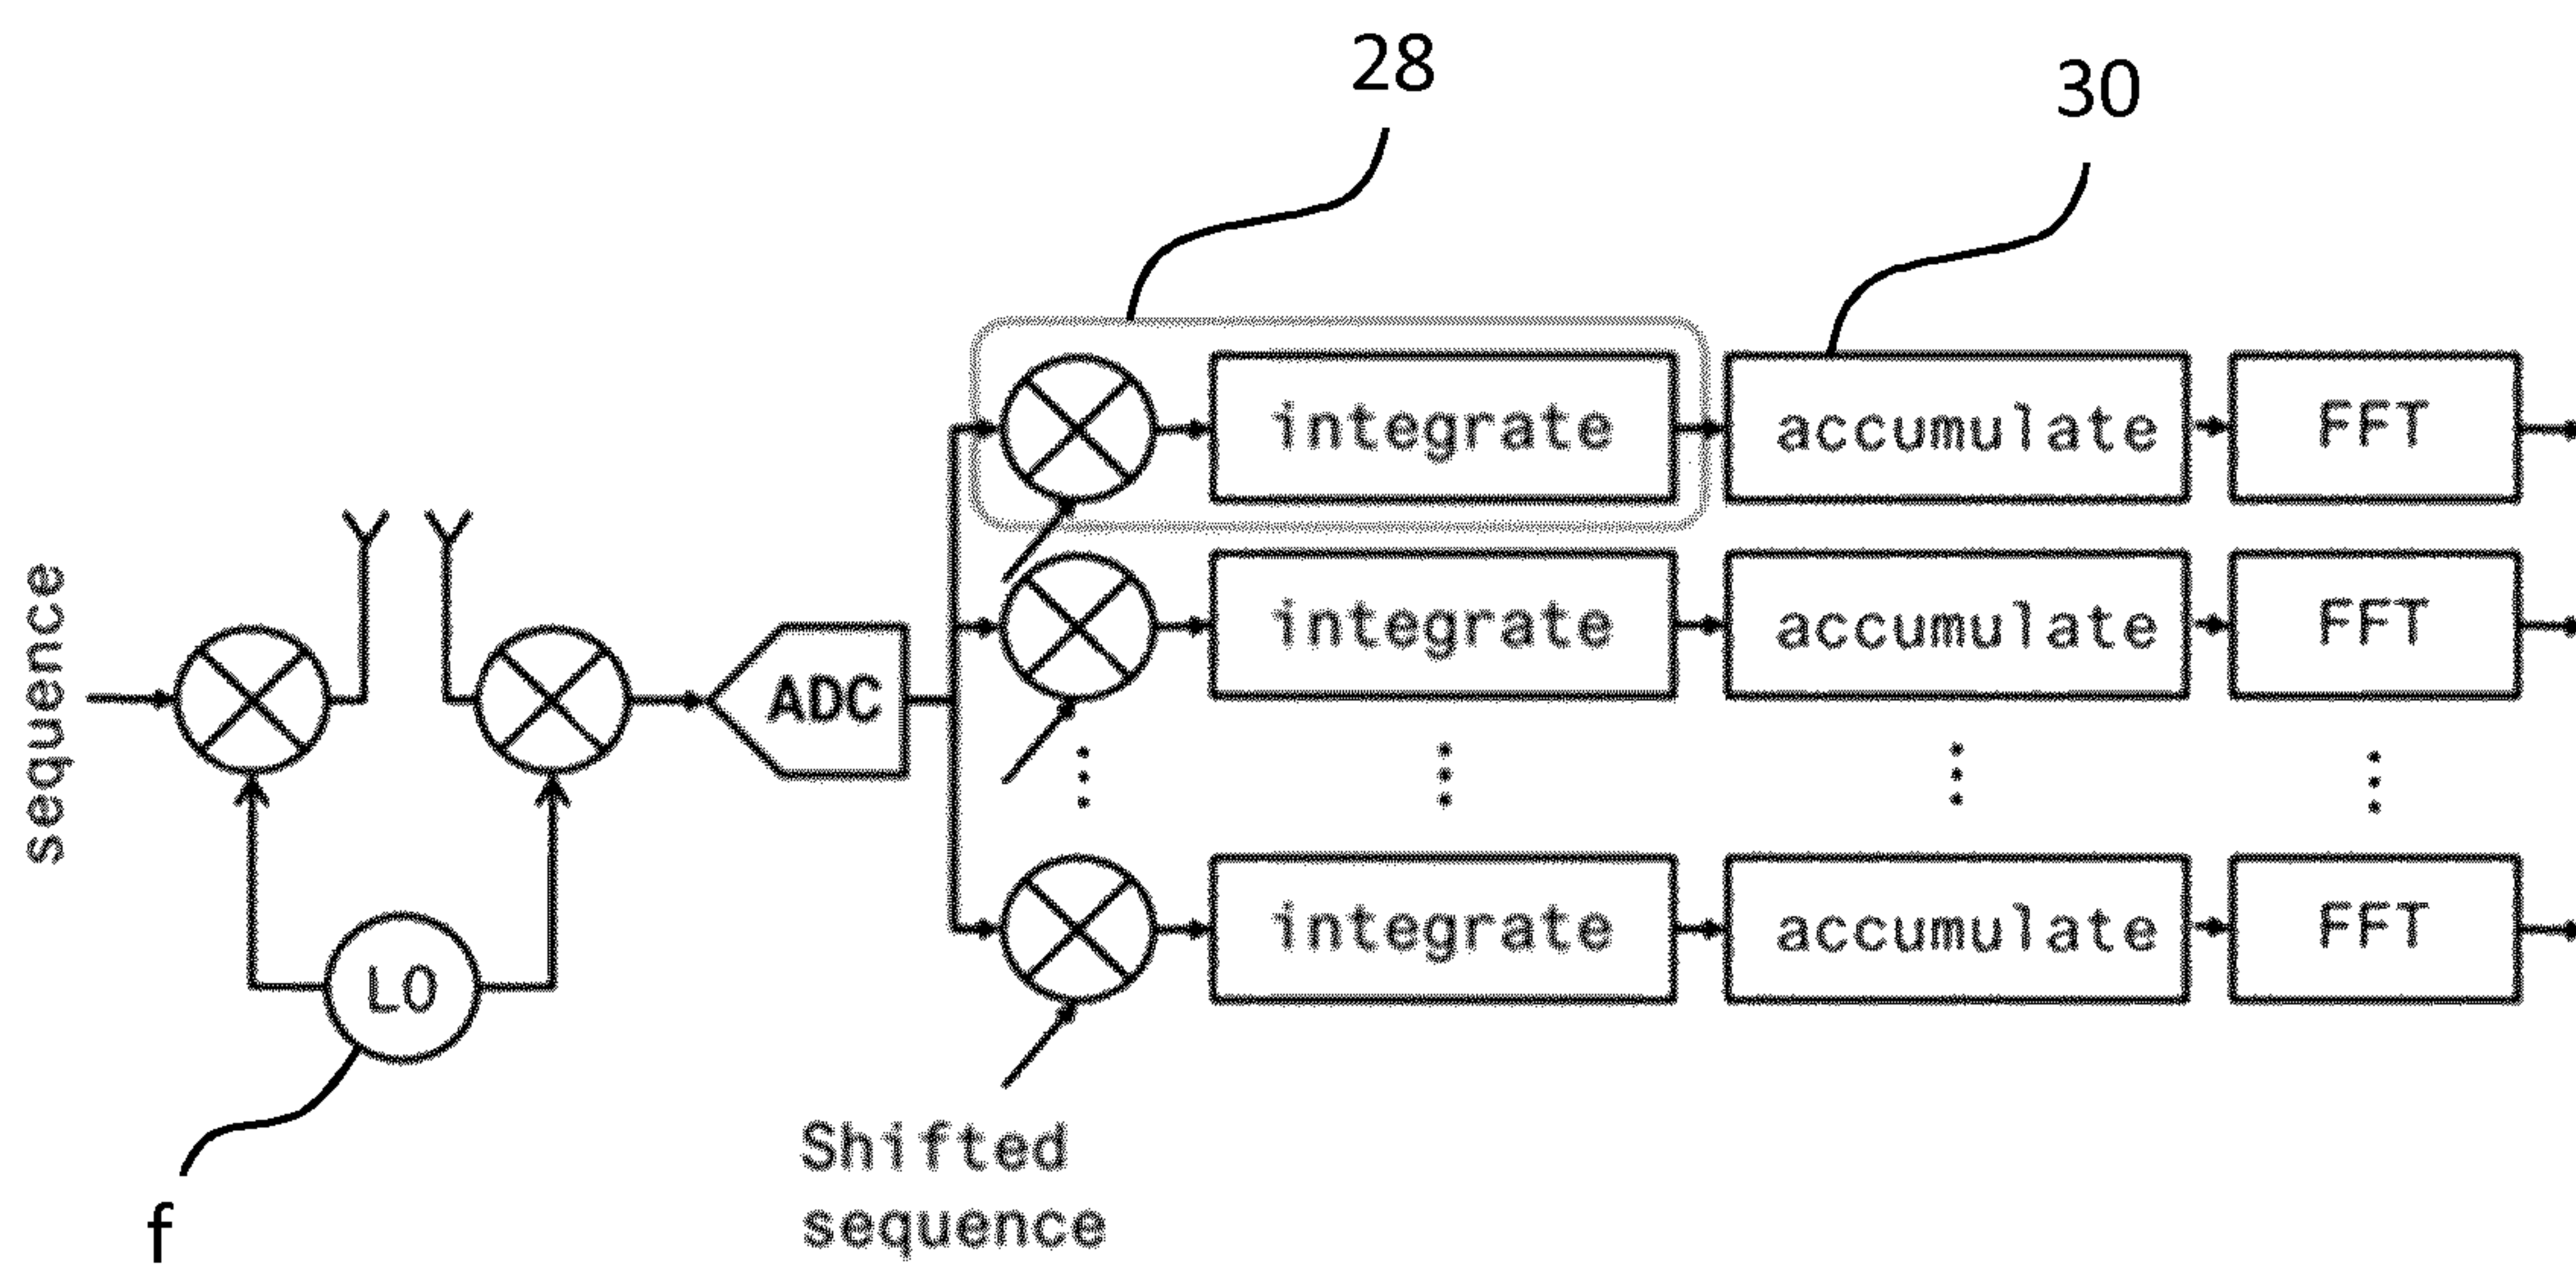 28
30
integrate
accumulate
FFT
integrate
accumulate
FFT
sequence
ADC
integrate
accumulate
FFT
LO
f
Shifted
sequence